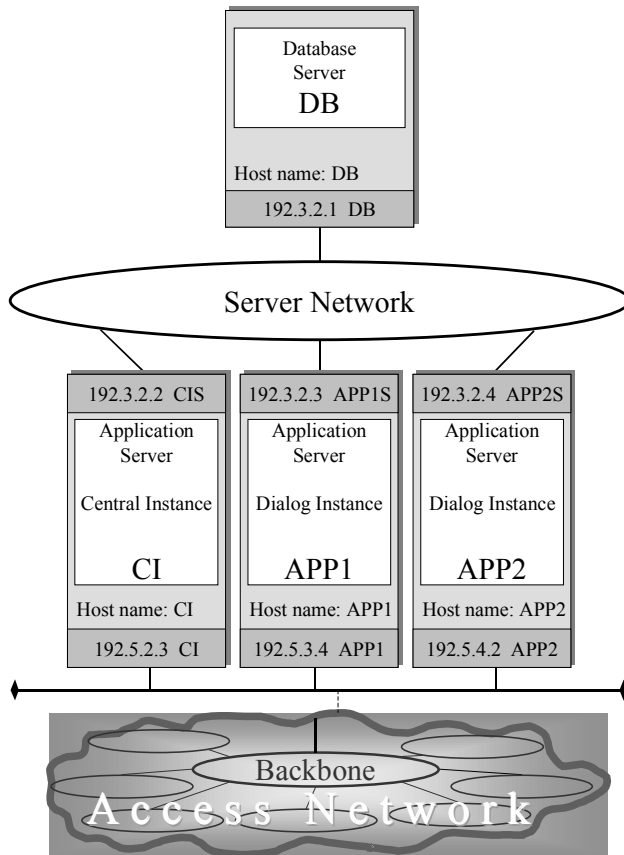 Database
Server
DB
Host name: DB
192.3.2.1 DB
Server Network
192.3.2.2 CIS
Application
Server
Central Instance
CI
Host name: CI
192.5.2.3 CI
192.3.2.3 APP1S
Application
Server
Dialog Instance
APP1
Host name: APP1
192.5.3.4 APP1
192.3.2.4 APP2S
Application
Server
Dialog Instance
APP2
Host name: APP2
192.5.4.2 APP2
Backbone
Access Network